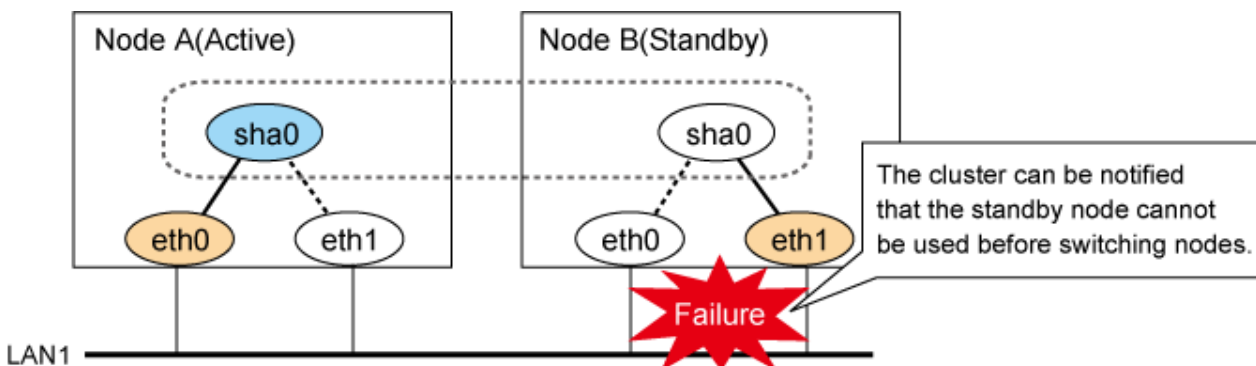 Node A(Active)
Node B(Standby)
sha0
sha0
The cluster can be notified
that the standby node cannot
be used before switching nodes.
eth0
eth1
eth0
eth1
Failure
LAN1